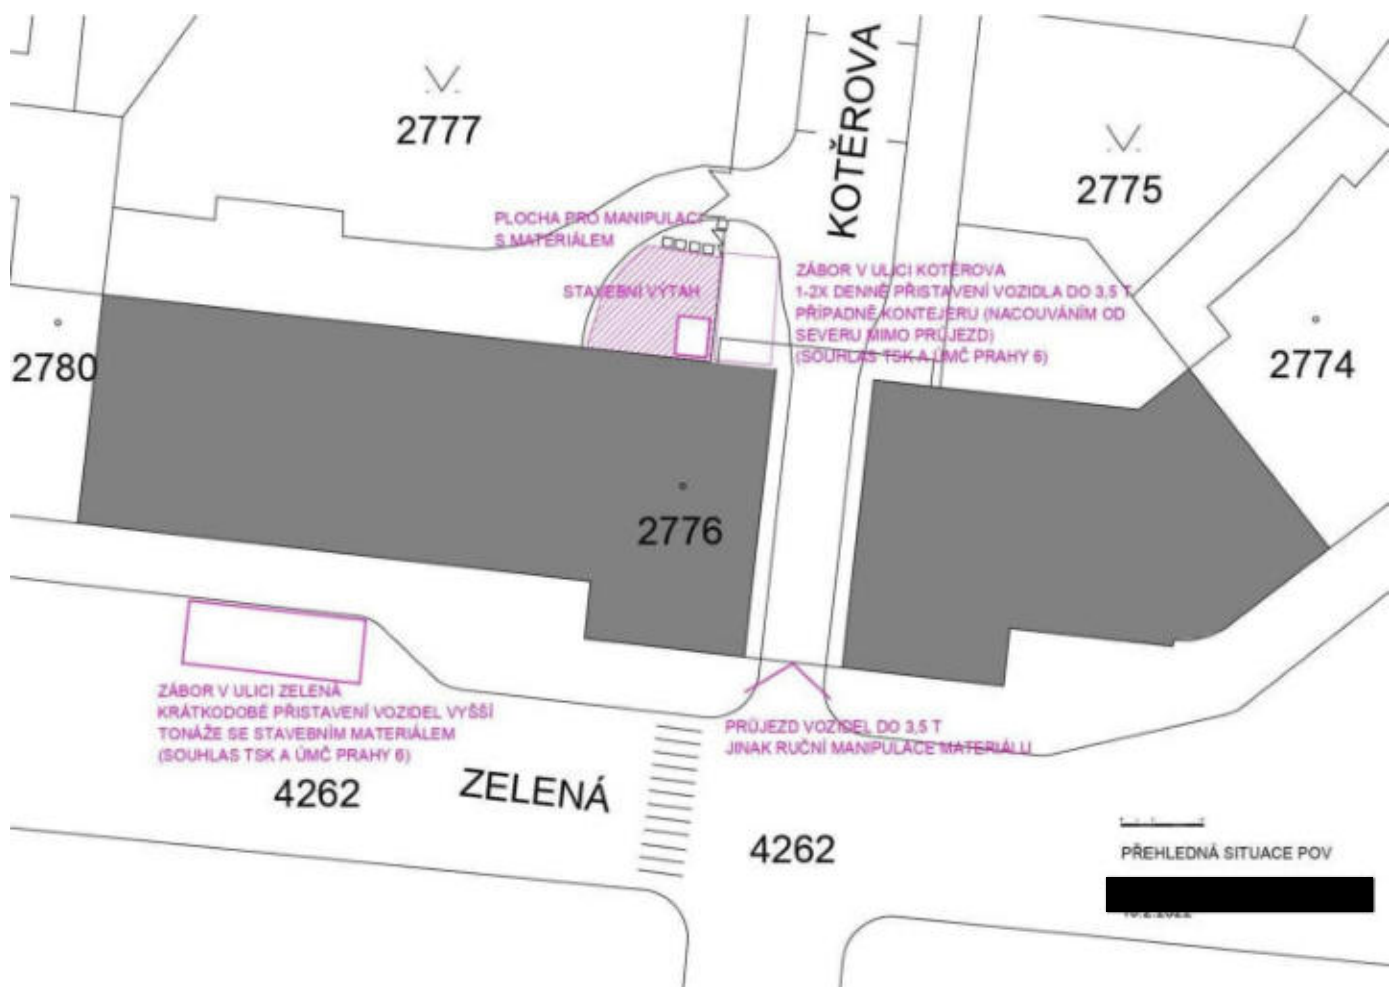 KOTĚROVA
2777
2775
PLOCHA PRO MANIPULACI
S MATERIÁLEM
STAVEBNÍ VÝTAH
ZÁBOR V ULICI KOTĚROVA
1-2X DENNĚ PŘISTAVENÍ VOZIDLA DO 3,5 T
PŘÍPADNĚ KONTEJERU (NACOUVÁNÍM OD
SEVERU MIMO PRŮJEZD)
(SOUHLAS TSK A ÚMČ PRAHY 6)
2780
2774
2776
ZÁBOR V ULICI ZELENÁ
KRÁTKODOBÉ PŘISTAVENÍ VOZIDEL VYŠŠÍ
TONÁŽE SE STAVEBNÍM MATERIÁLEM
(SOUHLAS TSK A ÚMČ PRAHY 6)
PRŮJEZD VOZIDEL DO 3,5 T
JINAK RUČNÍ MANIPULACE MATERIÁLU
4262
ZELENÁ
4262
PŘEHLEDNÁ SITUACE POV